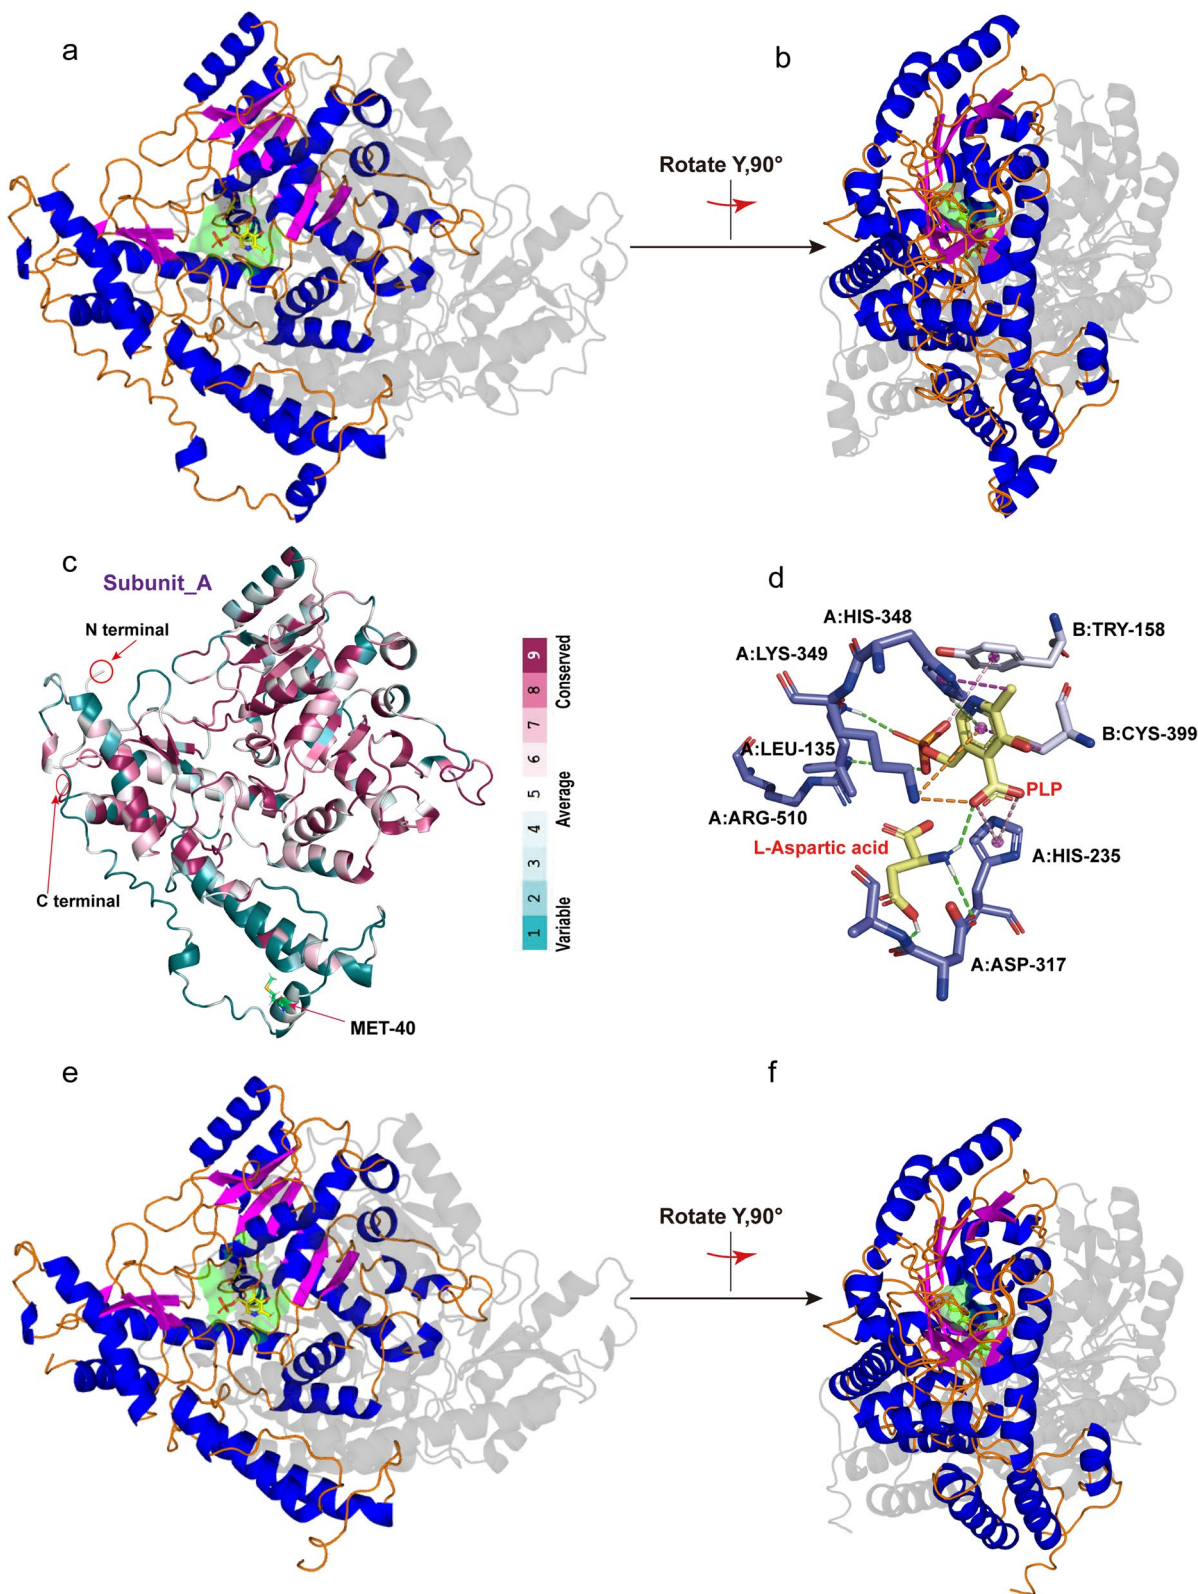 a
b
Rotate Y,90°
c
Subunit_A
N terminal
C terminal
MET-40
9
8
7
6
5
4
3
2
1
Conserved
Average
Variable
d
A:HIS-348
B:TRY-158
A:LYS-349
A:LEU-135
B:CYS-399
PLP
A:ARG-510
L-Aspartic acid
A:HIS-235
A:ASP-317
e
f
Rotate Y,90°